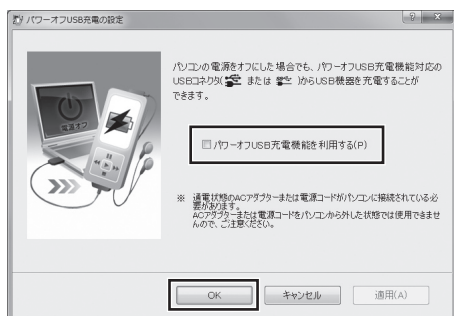 パワーオフUSB充電の設定
パソコンの電源をオフにした場合でも、パワーオフUSB充電機能対応の
USBコネクタ( または )からUSB機器を充電することが
できます。
電源オフ
パワーオフUSB充電機能を利用する(P)
※ 通電状態のACアダプターまたは電源コードがパソコンに接続されている必
要があります。
ACアダプターまたは電源コードをパソコンから外した状態では使用できませ
んので、ご注意ください。
OK キャンセル 適用(A)